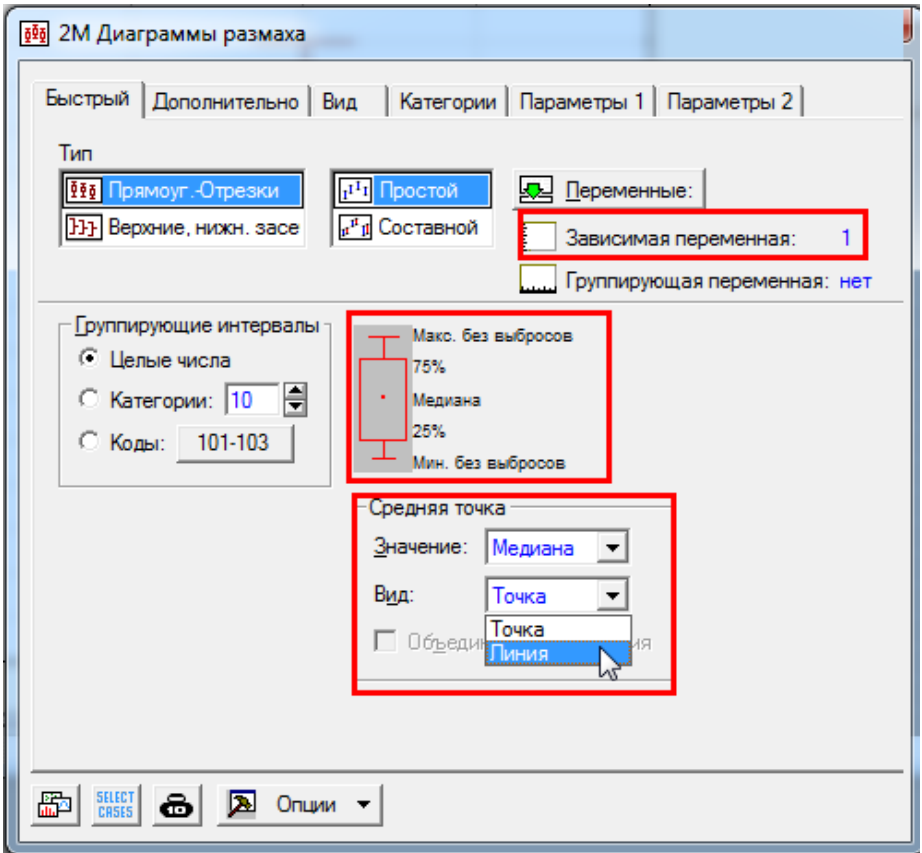 2М Диаграммы размаха
Быстрый Дополнительно Вид Категории Параметры 1 Параметры 2
Тип
Прямоуг.-Отрезки
Верхние, нижн. засе
Простой
Составной
Переменные:
Зависимая переменная: 1
Группирующая переменная: нет
Группирующие интервалы
Целые числа
Категории: 10
Коды: 101-103
Макс. без выбросов
75%
Медиана
25%
Мин. без выбросов
Средняя точка
Значение: Медиана
Вид: Точка
Точка
Линия
SELECT
CASES
Опции